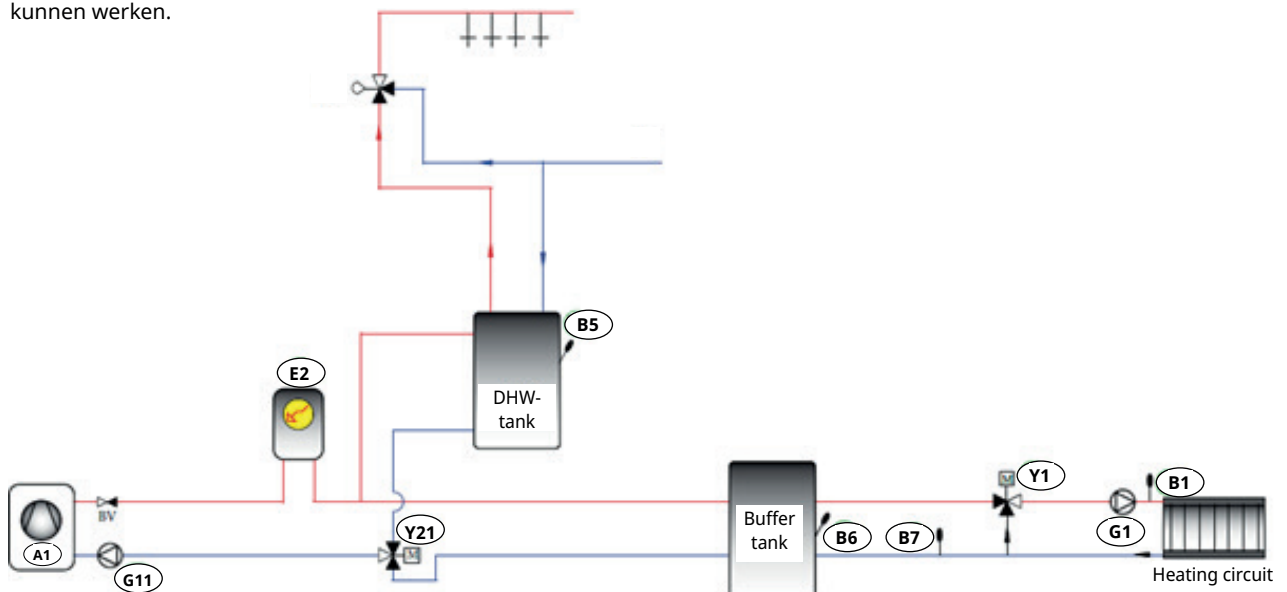 kunnen werken.
B5
E2
DHW-
tank
Y1
B1
BV
Y21
Buffer
tank
B6
B7
G1
A1
G11
M
M
Heating circuit